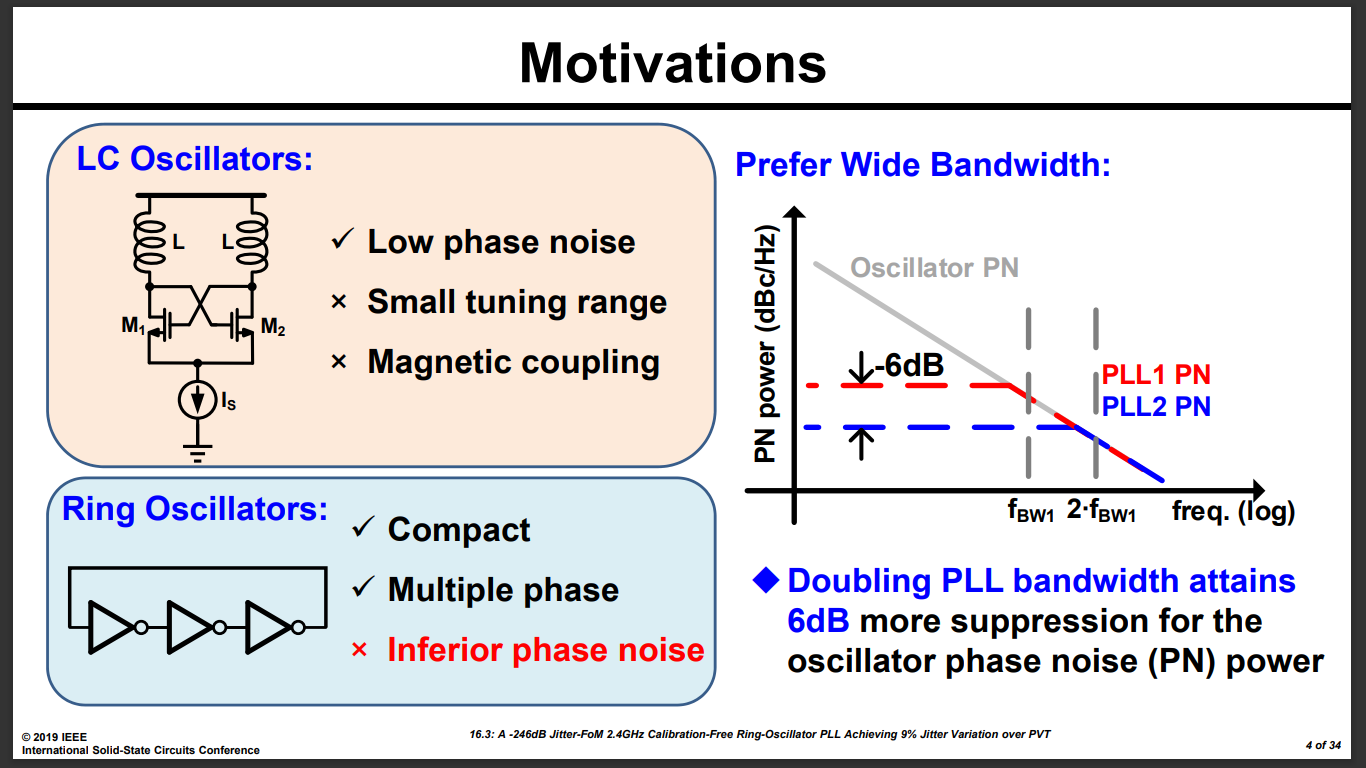 Motivations
LC Oscillators:
L
L
M1
M2
IS
✓ Low phase noise
× Small tuning range
× Magnetic coupling
Ring Oscillators:
✓ Compact
✓ Multiple phase
× Inferior phase noise
Prefer Wide Bandwidth:
PN power (dBc/Hz)
Oscillator PN
-6dB
PLL1 PN
PLL2 PN
fBW1
2·fBW1
freq. (log)
◆ Doubling PLL bandwidth attains
6dB more suppression for the
oscillator phase noise (PN) power
© 2019 IEEE
International Solid-State Circuits Conference
16.3: A -246dB Jitter-FoM 2.4GHz Calibration-Free Ring-Oscillator PLL Achieving 9% Jitter Variation over PVT
4 of 34